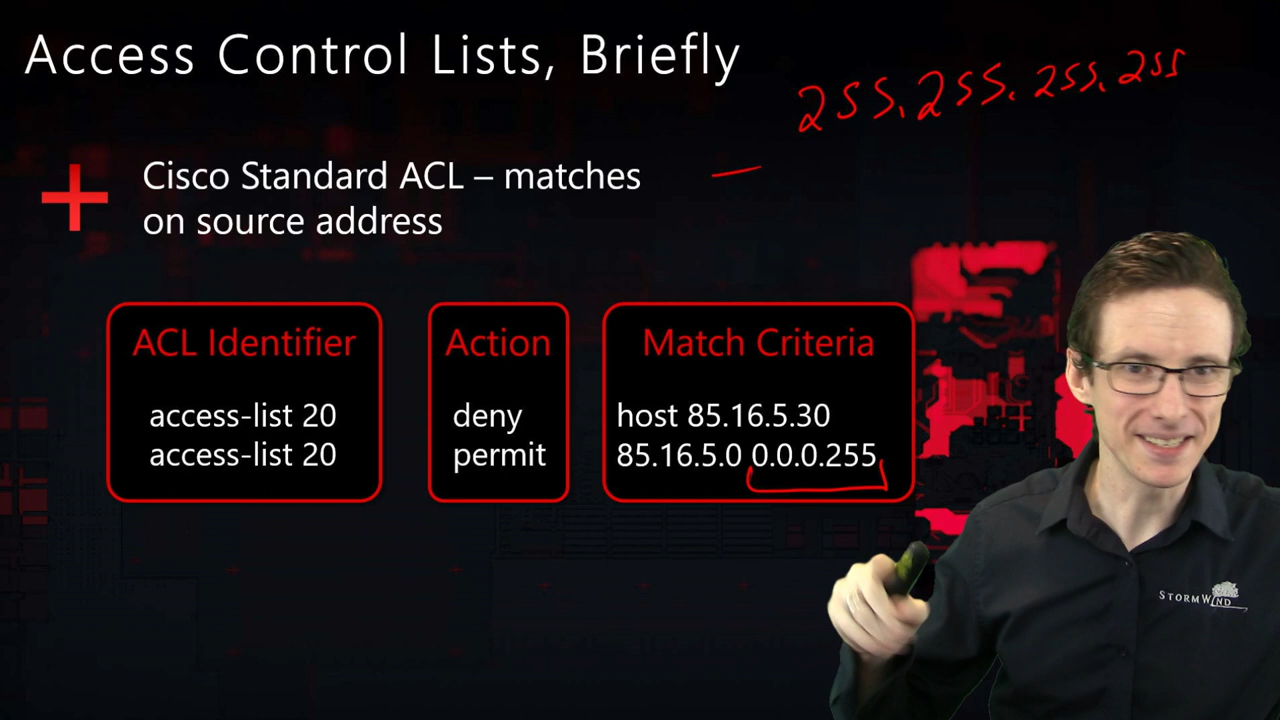 Access Control Lists, Briefly
255.255.255.255
Cisco Standard ACL – matches
on source address
–
ACL Identifier
access-list 20
access-list 20
Action
deny
permit
Match Criteria
host 85.16.5.30
85.16.5.0 0.0.0.255
STORMWIND